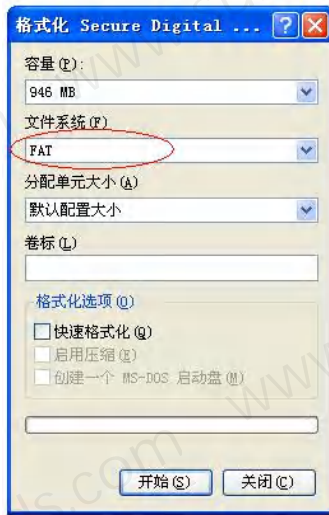 格式化 Secure Digital ...
容量(P):
946 MB
文件系统(F)
FAT
分配单元大小(A)
默认配置大小
卷标(L)
格式化选项(O)
快速格式化(Q)
启用压缩(E)
创建一个 MS-DOS 启动盘(M)
开始(S) 关闭(C)